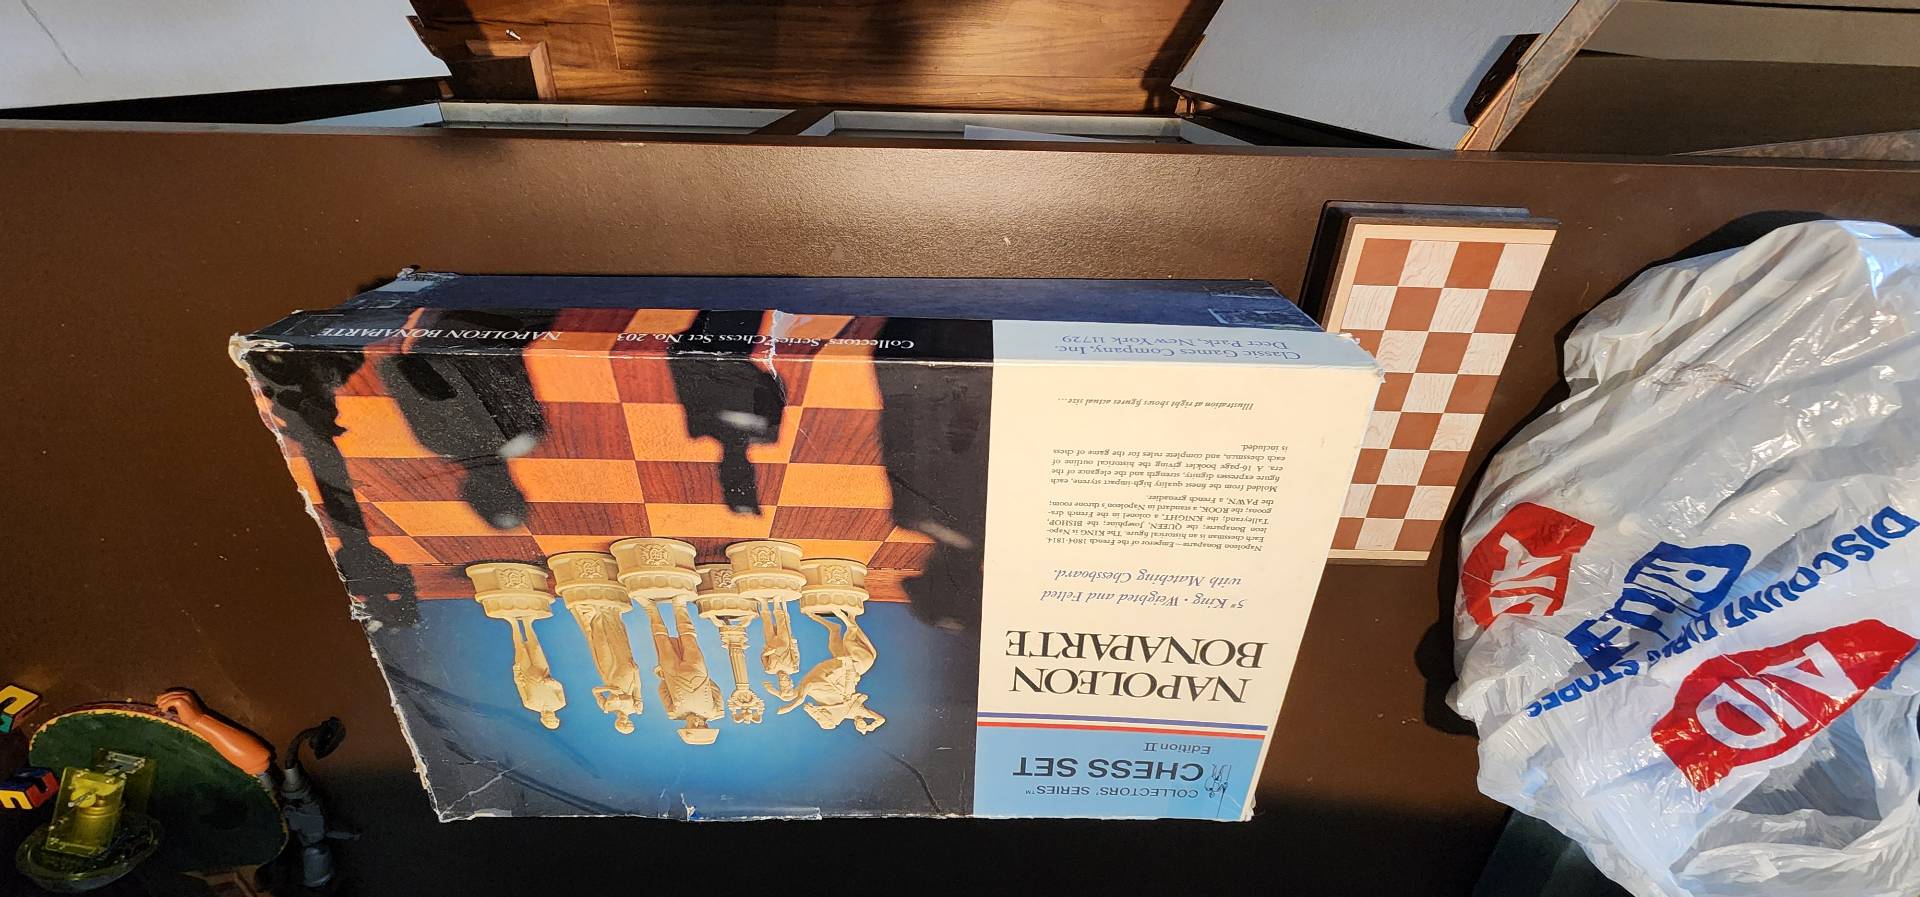 COLLECTORS' SERIES™
CHESS SET
Edition II
NAPOLEON
BONAPARTE
5" King • Weighted and Felted
with Matching Chessboard.
Napoleon Bonaparte—Emperor of the French 1804-1814.
Each chessman is an historical figure. The KING is Napo-
leon Bonaparte; the QUEEN, Josephine; the BISHOP,
Talleyrand; the KNIGHT, a colonel in the French dra-
goons; the ROOK, a standard in Napoleon's throne room;
the PAWN, a French grenadier.
Molded from the finest quality high-impact styrene, each
figure expresses dignity, strength and the elegance of the
era. A 16-page booklet giving the historical outline of
each chessman, and complete rules for the game of chess
is included.
Illustration at right shows figures actual size...
Classic Games Company, Inc.
Deer Park, New York 11729
Collectors' Series Chess Set No. 203
NAPOLEON BONAPARTE
AID
DISCOUNT DRUG STORES
RITE
AID